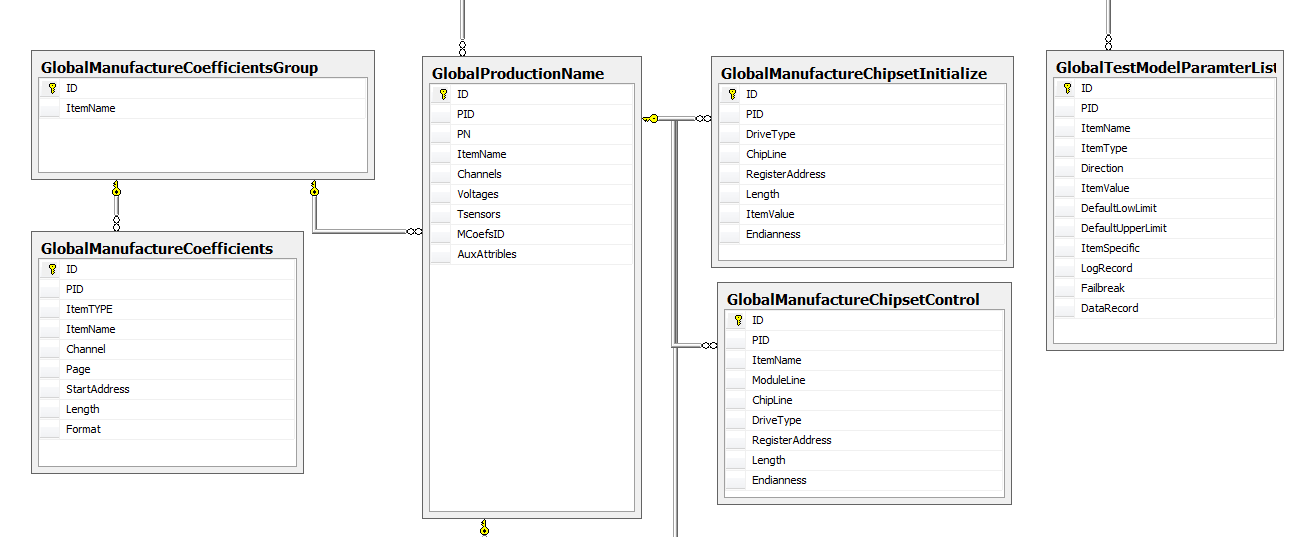 GlobalManufactureCoefficientsGroup
ID
ItemName
GlobalManufactureCoefficients
ID
PID
ItemTYPE
ItemName
Channel
Page
StartAddress
Length
Format
GlobalProductionName
ID
PID
PN
ItemName
Channels
Voltages
Tsensors
MCoefsID
AuxAttribles
GlobalManufactureChipsetInitialize
ID
PID
DriveType
ChipLine
RegisterAddress
Length
ItemValue
Endianness
GlobalManufactureChipsetControl
ID
PID
ItemName
ModuleLine
ChipLine
DriveType
RegisterAddress
Length
Endianness
GlobalTestModelParamterList
ID
PID
ItemName
ItemType
Direction
ItemValue
DefaultLowLimit
DefaultUpperLimit
ItemSpecific
LogRecord
Failbreak
DataRecord